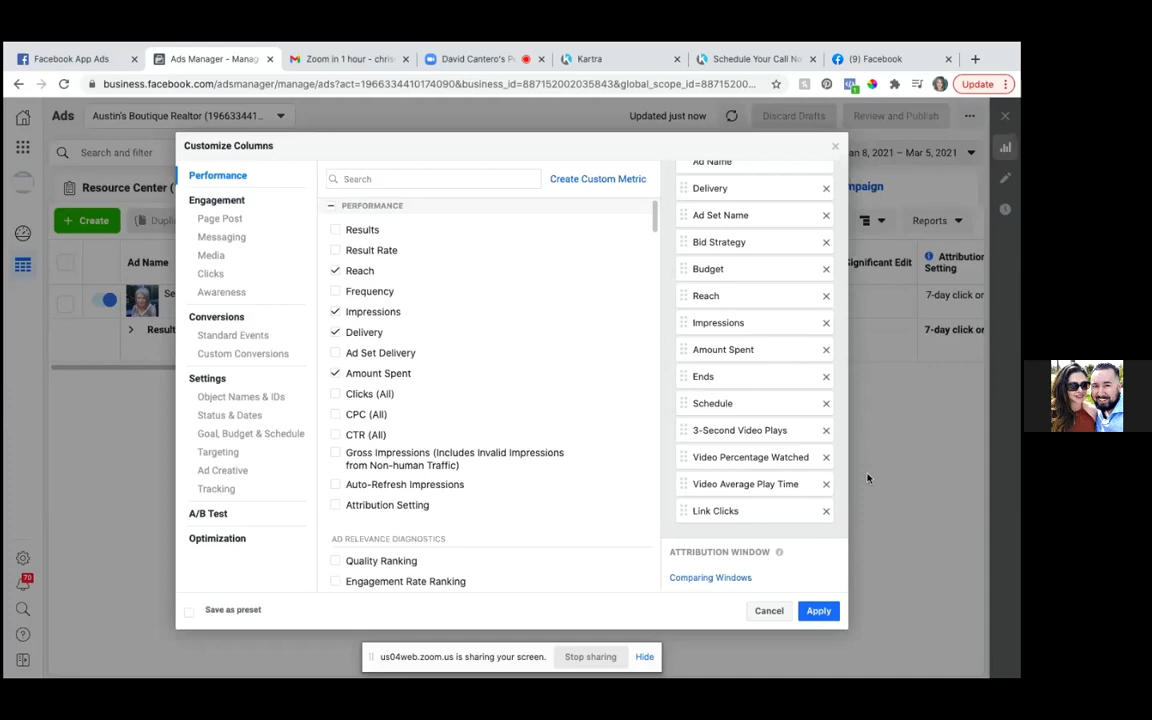 Facebook App Ads
Ads Manager - Manag
Zoom in 1 hour - chris
David Cantero's P
Kartra
Schedule Your Call No
(9) Facebook
business.facebook.com/adsmanager/manage/ads?act=1966334410174090&business_id=887152002035963&global_scope_id=88715200...
Update
Ads
Austin's Boutique Realtor (196633441...
Updated just now
Discard Drafts
Review and Publish
Search and filter
an 8, 2021 – Mar 5, 2021
Resource Center (
mpaign
+ Create
Dupli
Reports
Ad Name
Significant Edit
Attribution
Setting
Se
7-day click or
Result
7-day click or
Customize Columns
Performance
Engagement
Page Post
Messaging
Media
Clicks
Awareness
Conversions
Standard Events
Custom Conversions
Settings
Object Names & IDs
Status & Dates
Goal, Budget & Schedule
Targeting
Ad Creative
Tracking
A/B Test
Optimization
Search
Create Custom Metric
PERFORMANCE
Results
Result Rate
Reach
Frequency
Impressions
Delivery
Ad Set Delivery
Amount Spent
Clicks (All)
CPC (All)
CTR (All)
Gross Impressions (Includes Invalid Impressions
from Non-human Traffic)
Auto-Refresh Impressions
Attribution Setting
AD RELEVANCE DIAGNOSTICS
Quality Ranking
Engagement Rate Ranking
Ad Name
Delivery
Ad Set Name
Bid Strategy
Budget
Reach
Impressions
Amount Spent
Ends
Schedule
3-Second Video Plays
Video Percentage Watched
Video Average Play Time
Link Clicks
ATTRIBUTION WINDOW
Comparing Windows
Save as preset
Cancel
Apply
70
us04web.zoom.us is sharing your screen.
Stop sharing
Hide